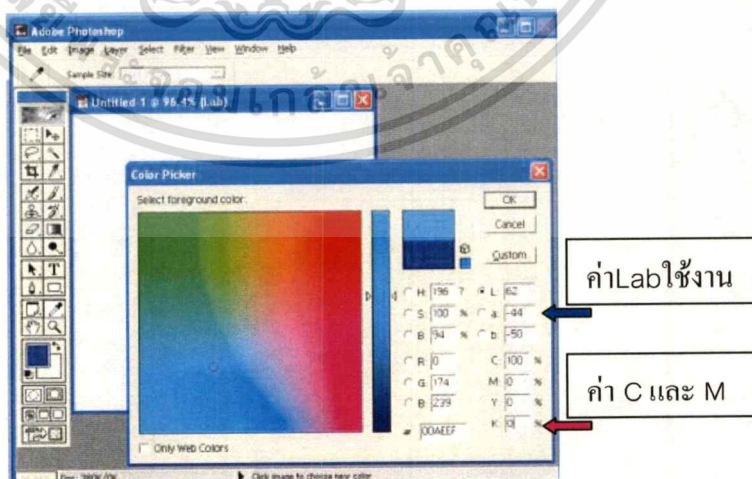 Adobe Photoshop
File Edit Image Layer Select Filter View Window Help
Sample Size:
Untitled 1 @ 96.4% (Lab)
Color Picker
Select foreground color:
OK
Cancel
Custom
H: 196 ? L: 62
S: 100 % a: -44
B: 94 % b: -50
R: 0 C: 100 %
G: 174 M: 0 %
B: 239 Y: 0 %
# 00AEEF K: 0 %
Only Web Colors
ค่าLabใช้งาน
ค่า C และ M
Click image to choose new color